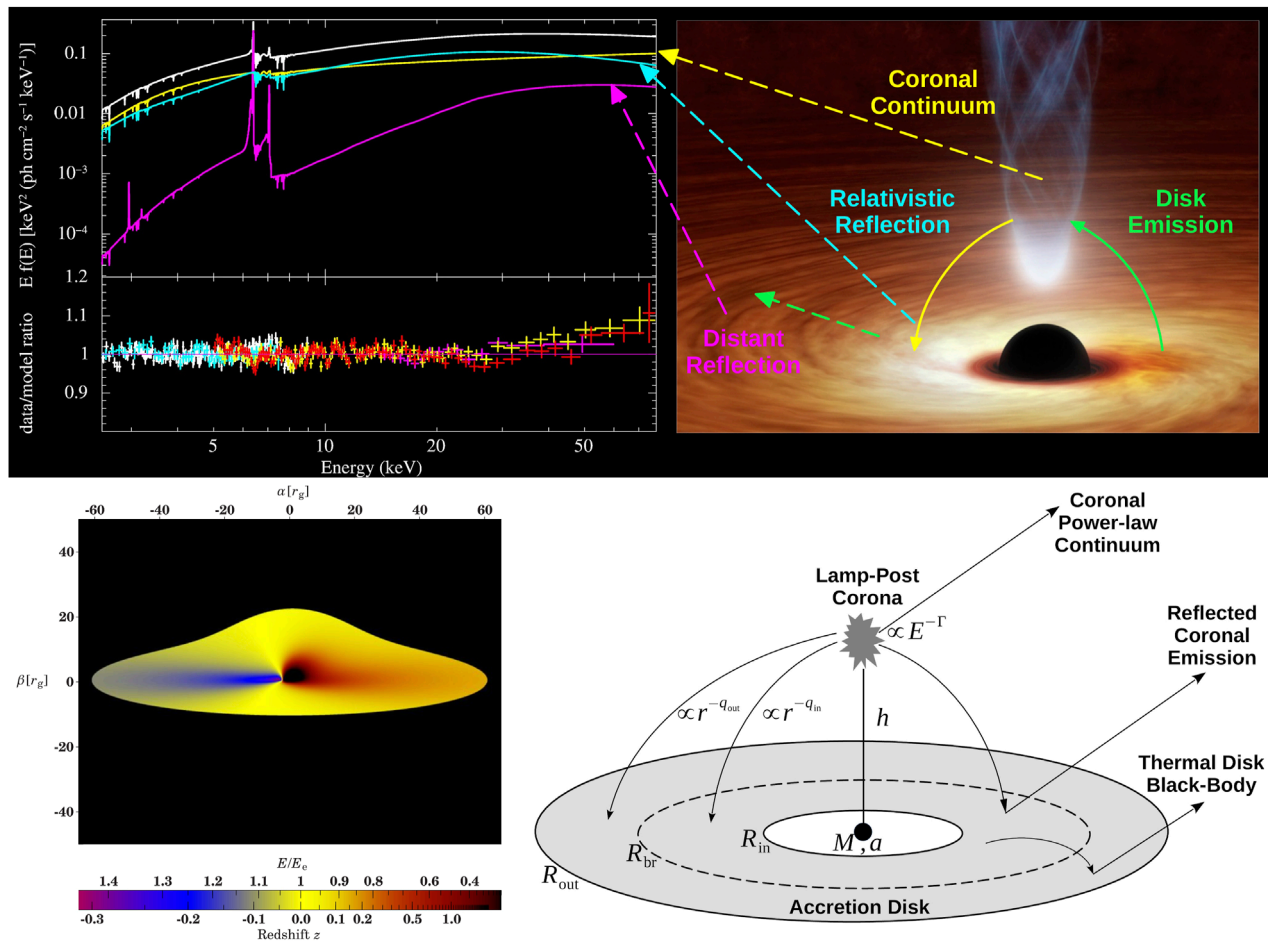 E f(E) [keV² (ph cm⁻² s⁻¹ keV⁻¹)]
0.1
0.01
10⁻³
10⁻⁴
data/model ratio
1.2
1.1
1
0.9
5
10
20
50
Energy (keV)
Coronal
Continuum
Relativistic
Reflection
Disk
Emission
Distant
Reflection
α[r_g]
-60
-40
-20
0
20
40
60
β[r_g]
40
20
0
-20
-40
E/E_e
1.4
1.3
1.2
1.1
1
0.9
0.8
0.6
0.4
-0.3
-0.2
-0.1
0.0
0.1
0.2
0.5
1.0
Redshift z
Coronal
Power-law
Continuum
Lamp-Post
Corona
∝E^{−Γ}
Reflected
Coronal
Emission
∝r^{−q_out}
∝r^{−q_in}
h
Thermal Disk
Black-Body
R_in
M,a
R_br
R_out
Accretion Disk